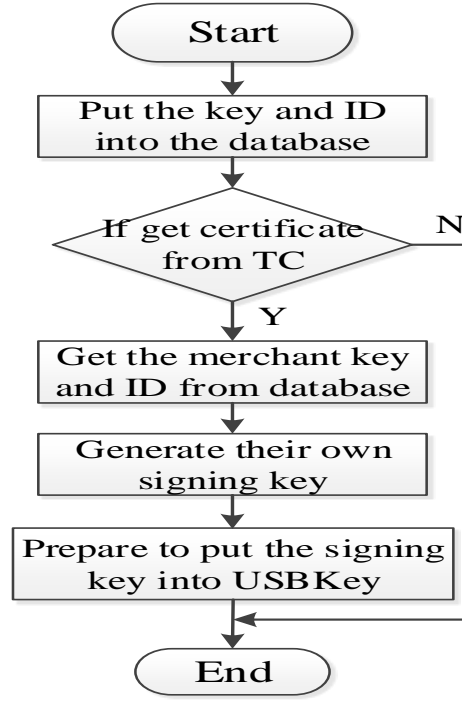 Start
Put the key and ID
into the database
If get certificate
from TC
N
Y
Get the merchant key
and ID from database
Generate their own
signing key
Prepare to put the signing
key into USBKey
End